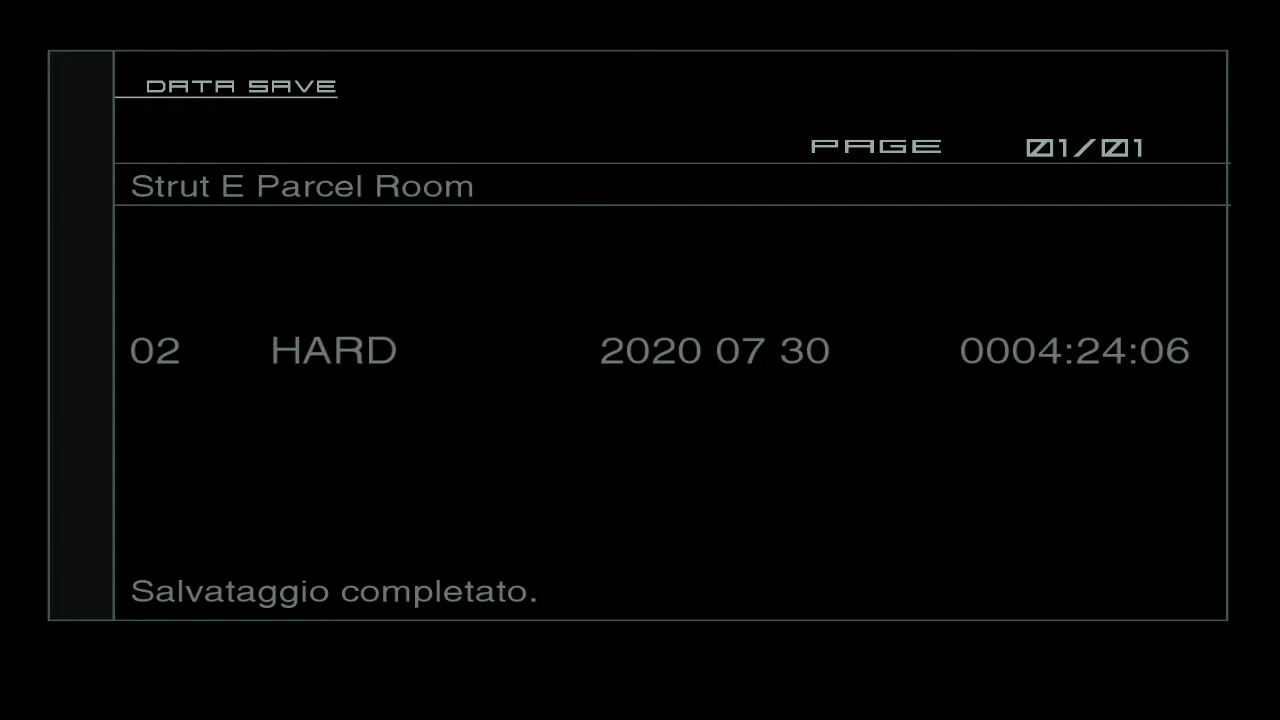 DATA SAVE
PAGE 01/01
Strut E Parcel Room
02 HARD 2020 07 30 0004:24:06
Salvataggio completato.